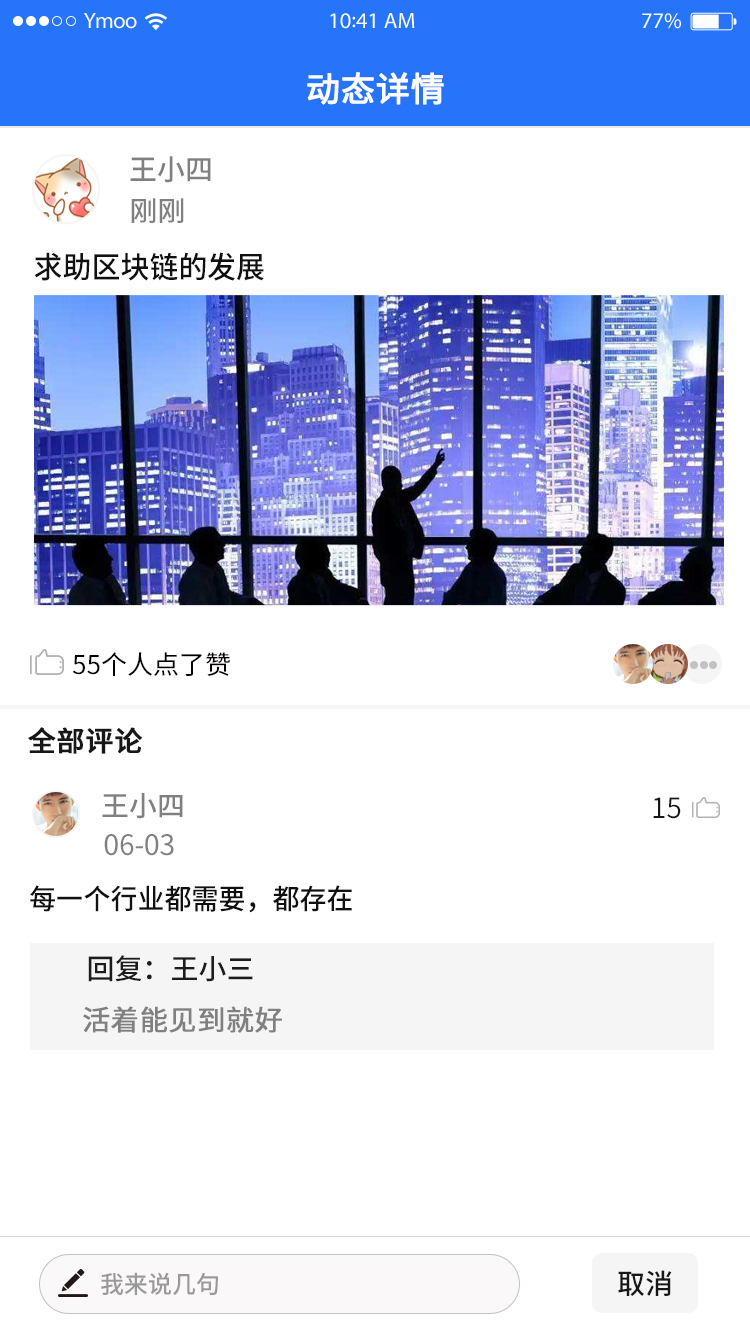 Ymoo 10:41 AM 77%
动态详情
王小四
刚刚
求助区块链的发展
55个人点了赞
全部评论
王小四 15
06-03
每一个行业都需要，都存在
回复：王小三
活着能见到就好
我来说几句 取消